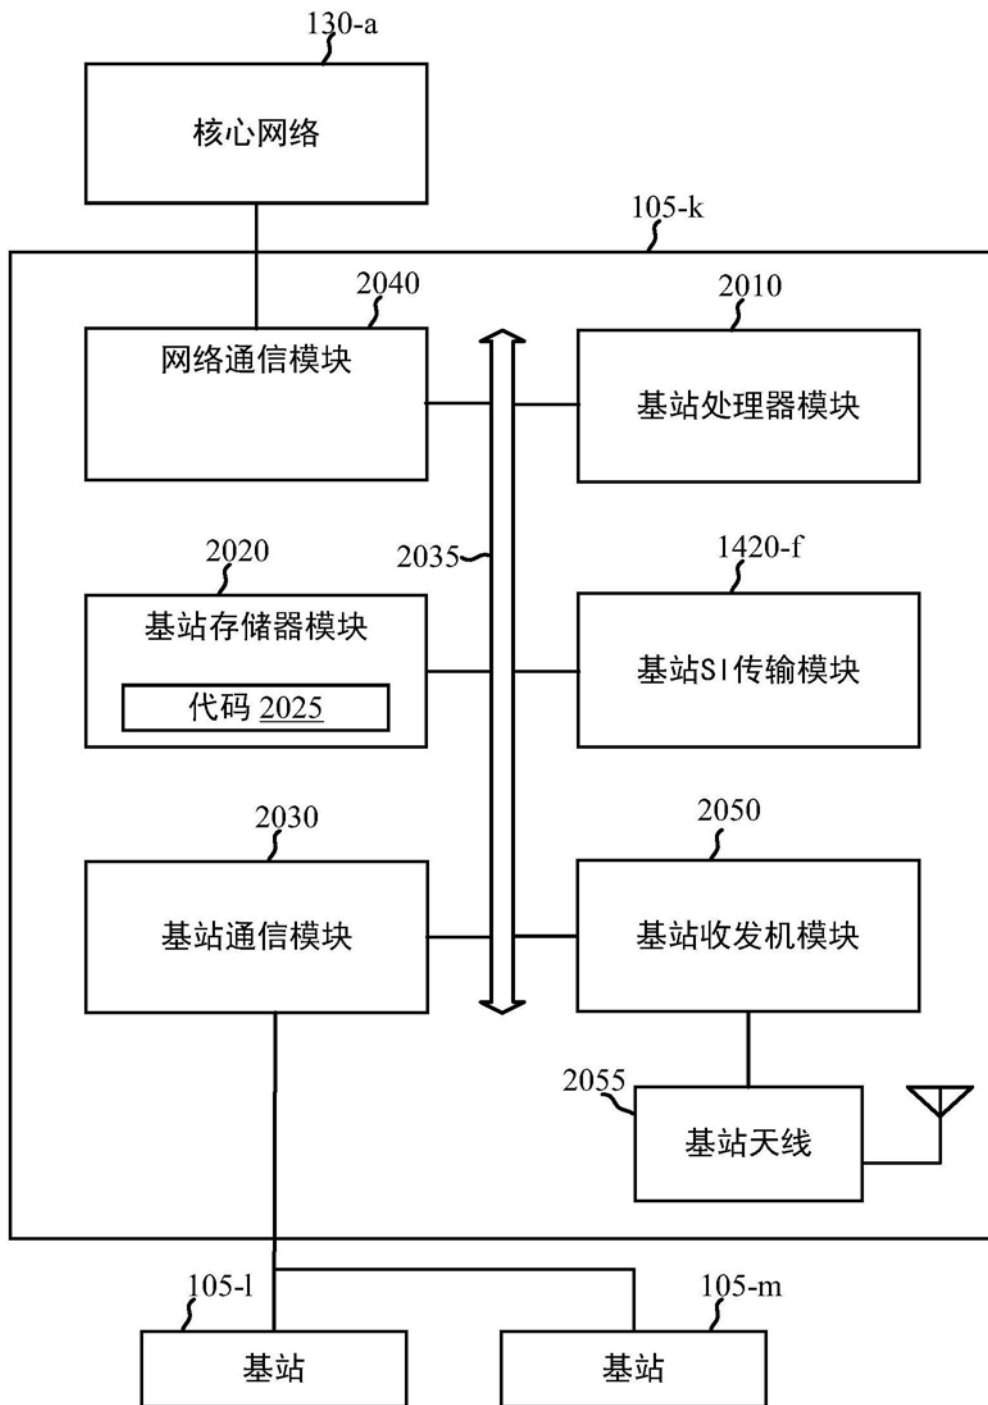 130-a
核心网络
105-k
2040
网络通信模块
2010
基站处理器模块
2035
2020
基站存储器模块
代码 2025
1420-f
基站SI传输模块
2030
基站通信模块
2050
基站收发机模块
2055
基站天线
105-l
基站
105-m
基站